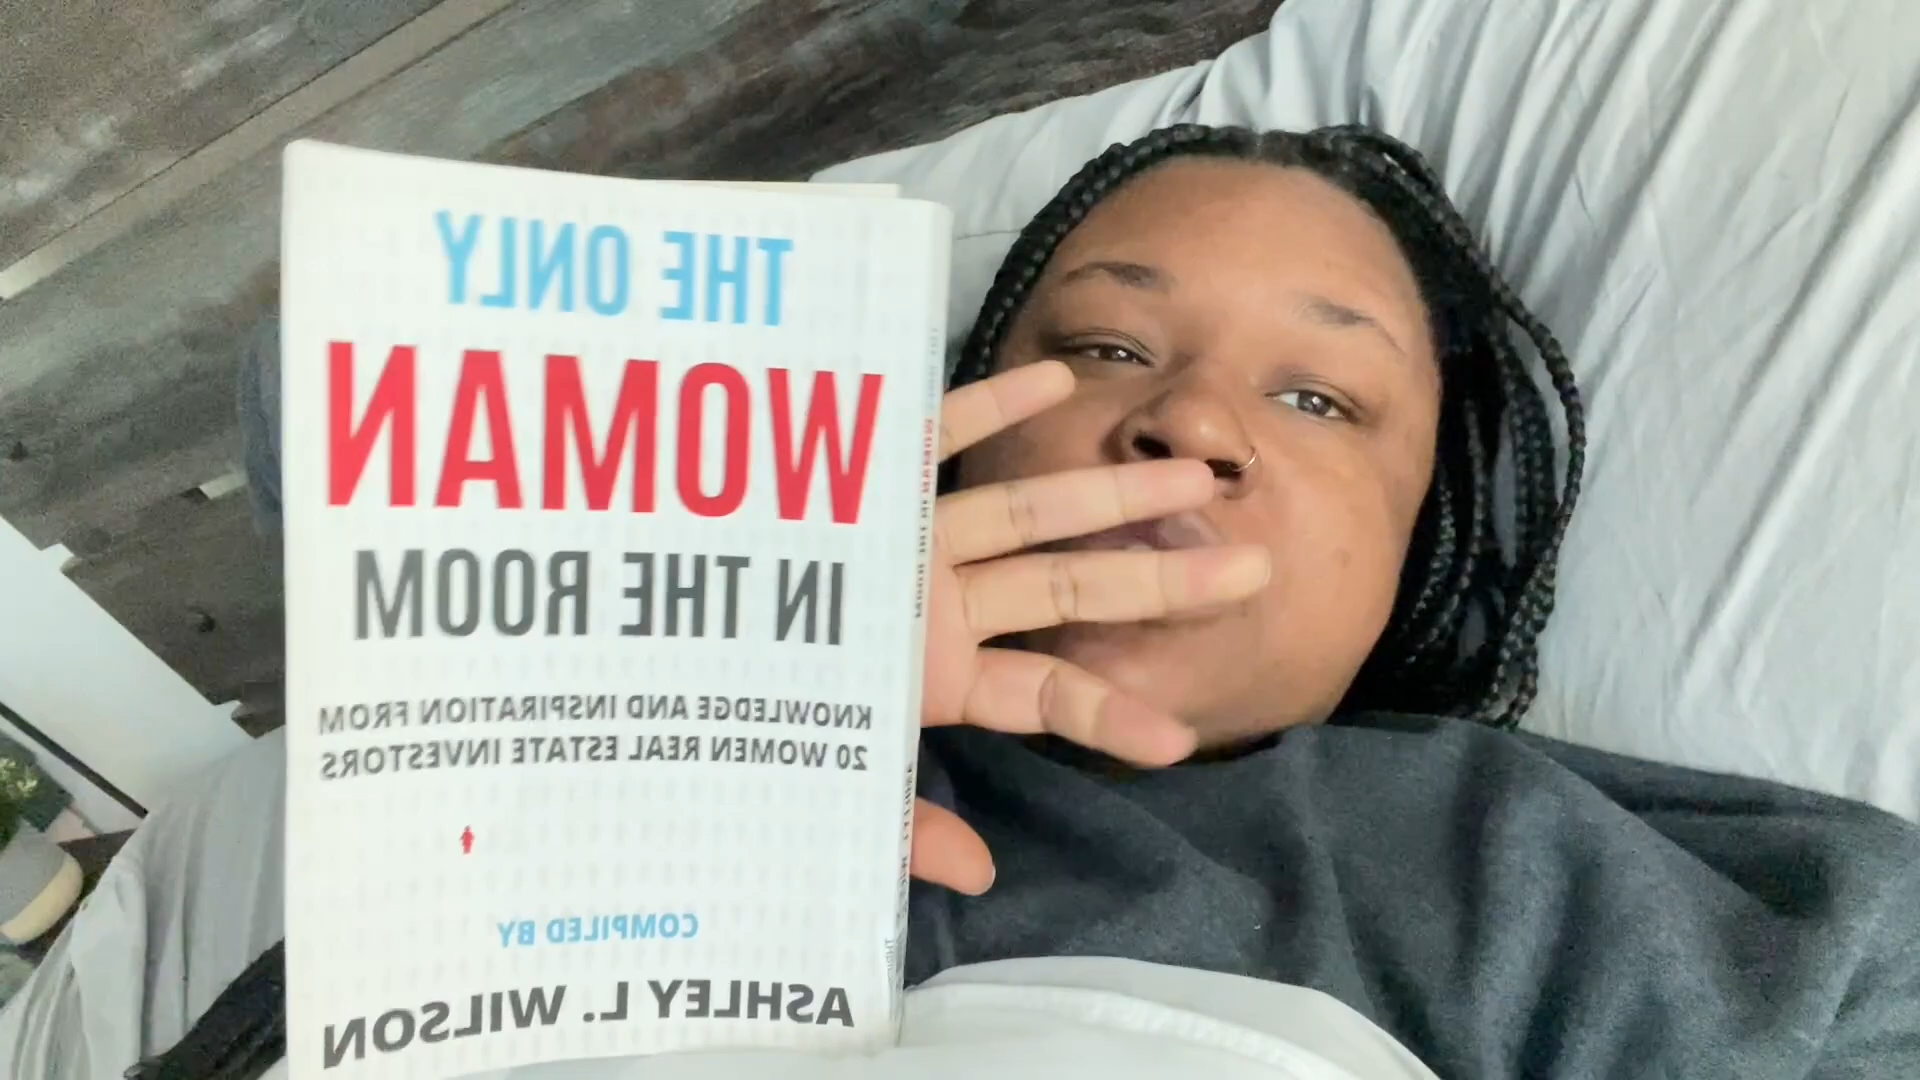 THE ONLY
WOMAN
IN THE ROOM
KNOWLEDGE AND INSPIRATION FROM
20 WOMEN REAL ESTATE INVESTORS
COMPILED BY
ASHLEY L. WILSON